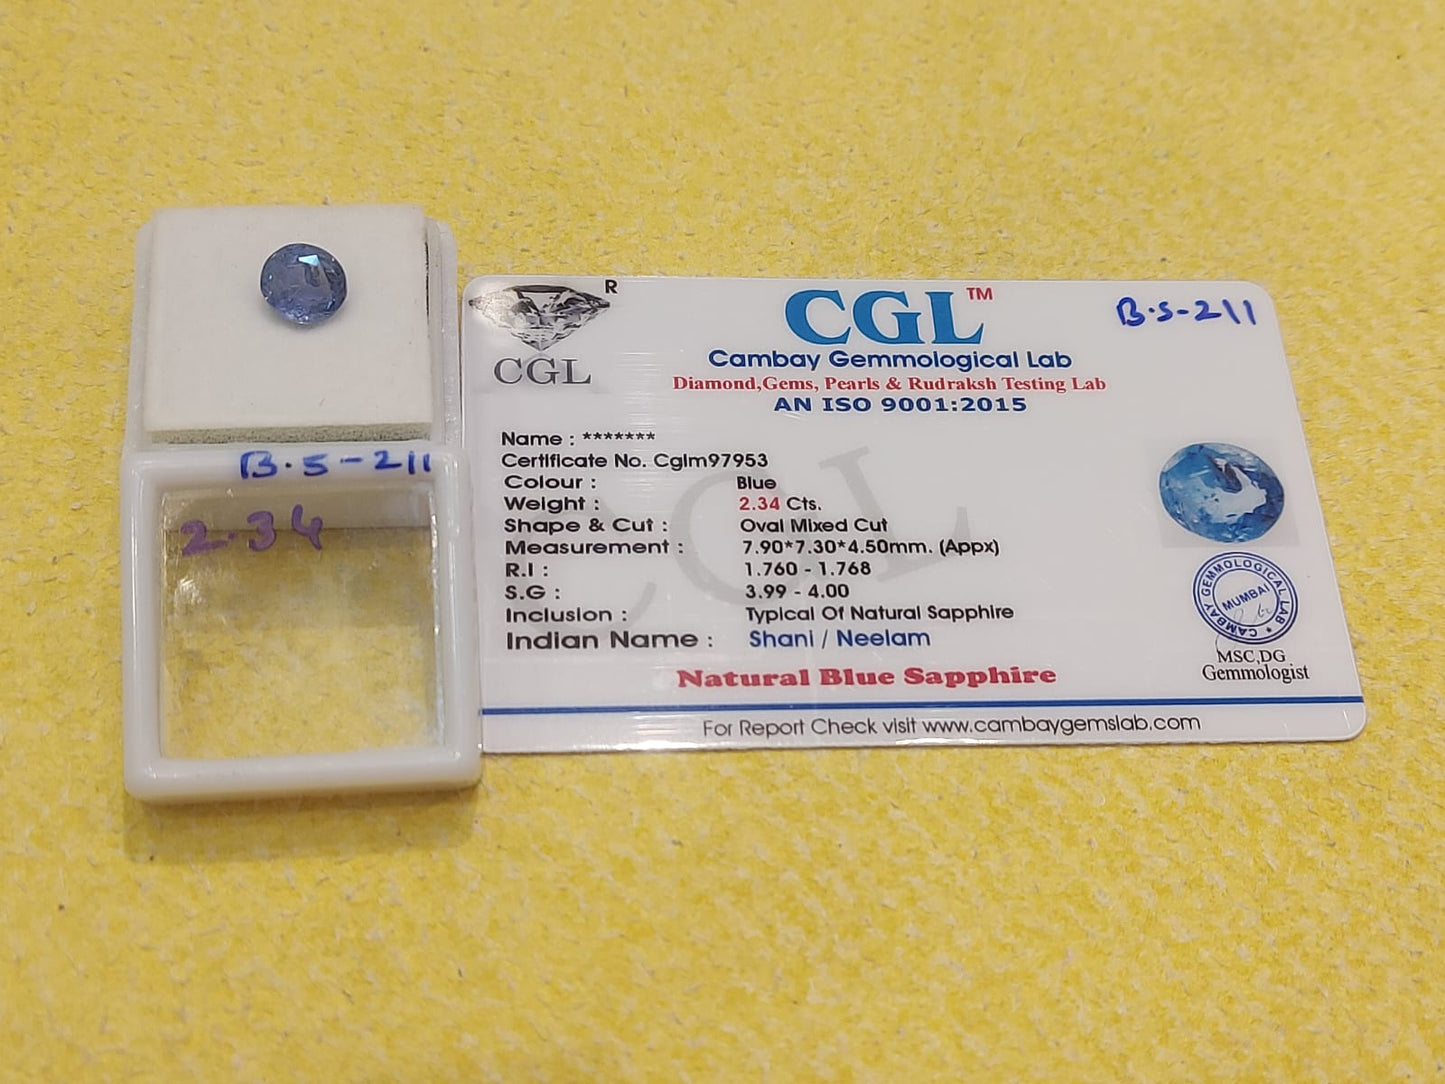 R
CGL
CGL™
B.S-211
Cambay Gemmological Lab
Diamond,Gems, Pearls & Rudraksh Testing Lab
AN ISO 9001:2015
Name : *******
Certificate No. Cglm97953
Colour : Blue
Weight : 2.34 Cts.
Shape & Cut : Oval Mixed Cut
Measurement : 7.90*7.30*4.50mm. (Appx)
R.I : 1.760 - 1.768
S.G : 3.99 - 4.00
Inclusion : Typical Of Natural Sapphire
Indian Name : Shani / Neelam
Natural Blue Sapphire
For Report Check visit www.cambaygemslab.com
CAMBAY GEMMOLOGICAL LAB
MUMBAI
MSC,DG
Gemmologist
CGL
B.S-211
2.34